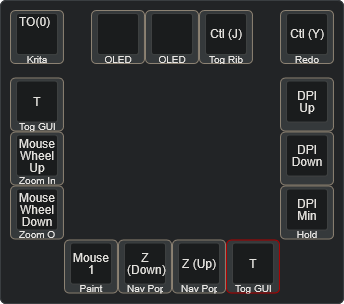 TO(0)
Krita
OLED
OLED
Ctl (J)
Tog Rib
Ctl (Y)
Redo
T
Tog GUI
DPI
Up
Mouse
Wheel
Up
Zoom In
DPI
Down
Mouse
Wheel
Down
Zoom O
DPI
Min
Hold
Mouse
1
Paint
Z
(Down)
Nav Pop
Z (Up)
Nav Pop
T
Tog GUI